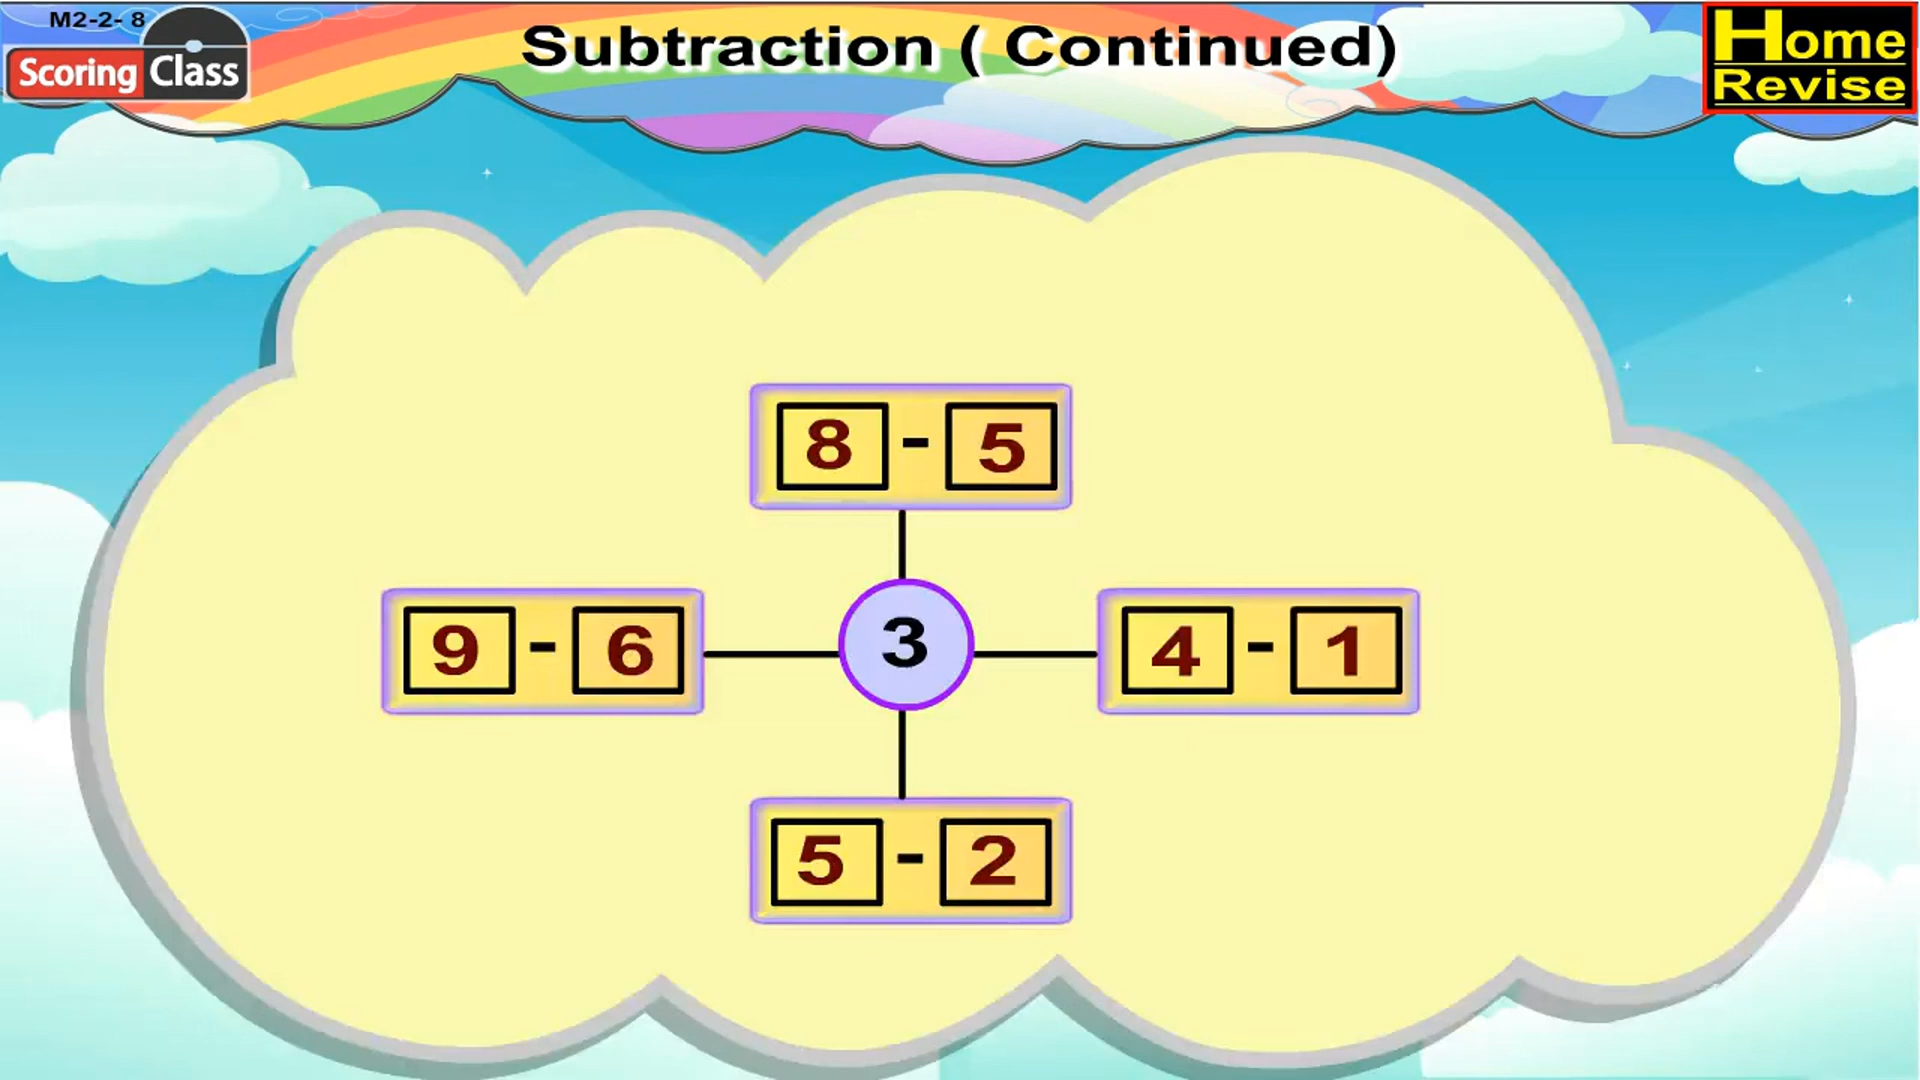 M2-2- 8
Scoring Class
Subtraction ( Continued)
Home
Revise
8 - 5
9 - 6
3
4 - 1
5 - 2